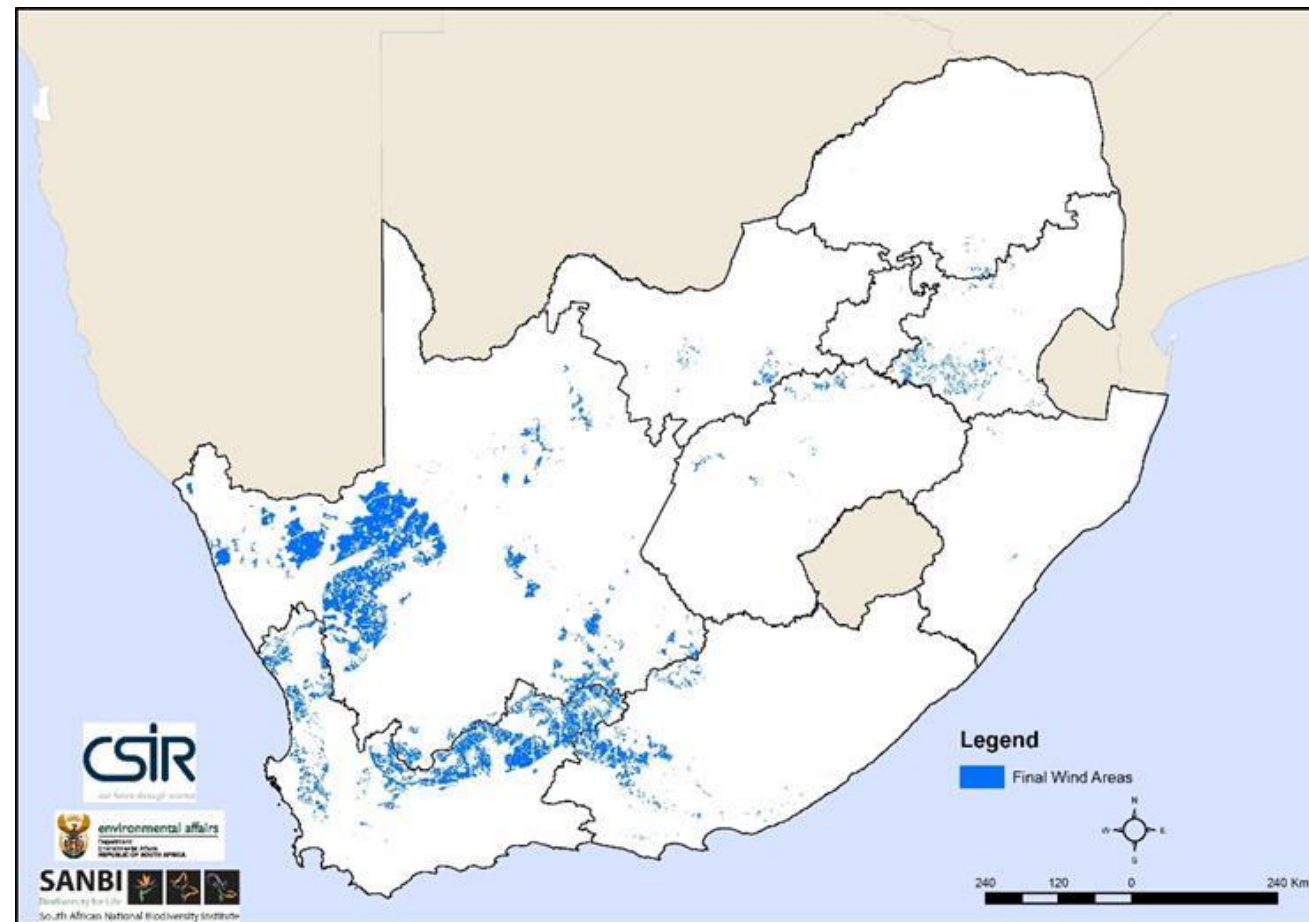 CSIR
our future through science
environmental affairs
Department:
Environmental Affairs
REPUBLIC OF SOUTH AFRICA
SANBI
Biodiversity for Life
South African National Biodiversity Institute
Legend
Final Wind Areas
N
W
E
S
240
120
0
240 Km